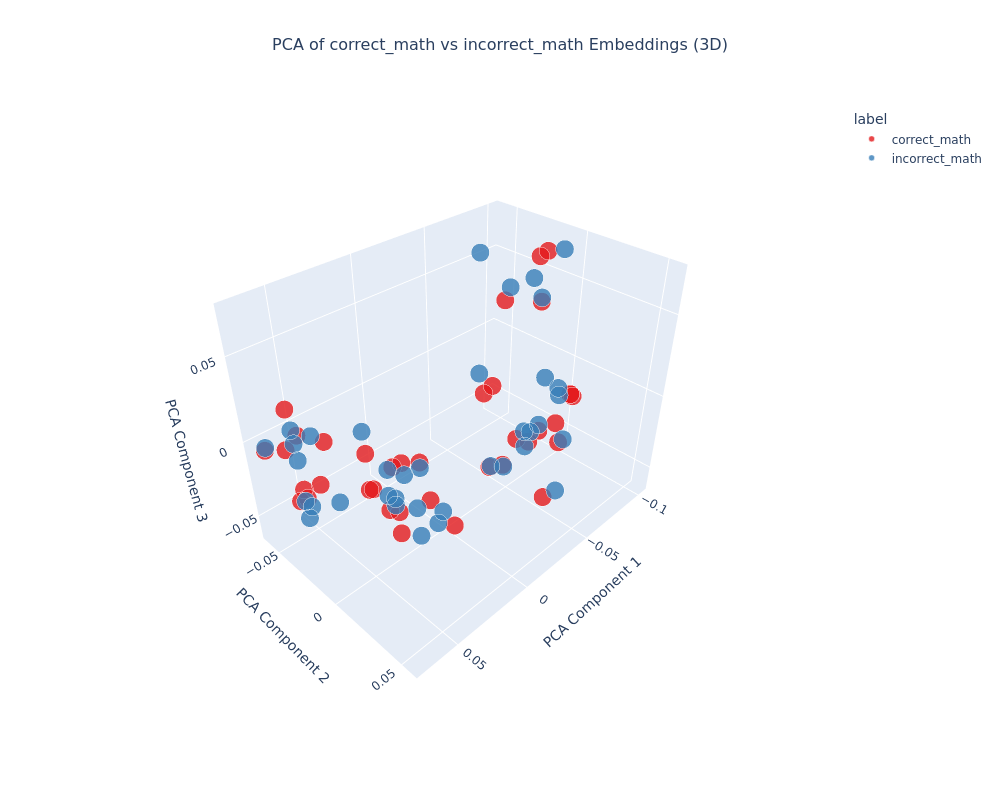 PCA of correct_math vs incorrect_math Embeddings (3D)
label
correct_math
incorrect_math
0.05
0
−0.05
PCA Component 3
−0.05
0
0.05
PCA Component 2
−0.1
−0.05
0
0.05
PCA Component 1